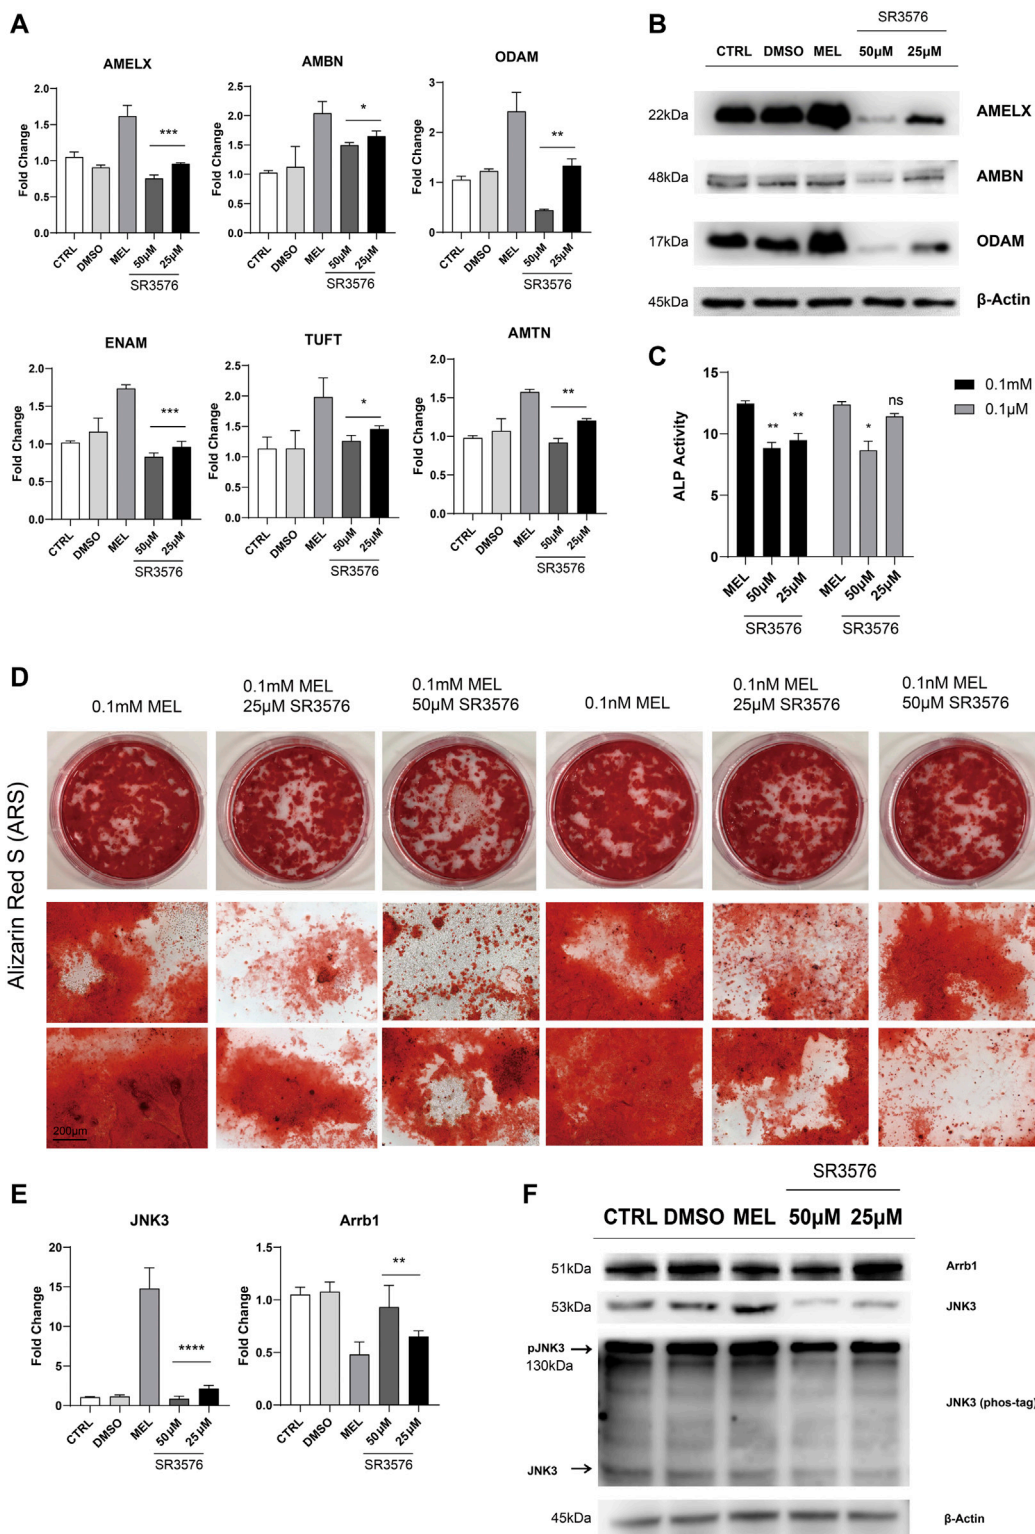 A
AMELX
Fold Change
2.0
1.5
1.0
0.5
0.0
***
CTRL
DMSO
MEL
50μM
25μM
SR3576
AMBN
Fold Change
2.5
2.0
1.5
1.0
0.5
0.0
*
CTRL
DMSO
MEL
50μM
25μM
SR3576
ODAM
Fold Change
3
2
1
0
**
CTRL
DMSO
MEL
50μM
25μM
SR3576
ENAM
Fold Change
2.0
1.5
1.0
0.5
0.0
***
CTRL
DMSO
MEL
50μM
25μM
SR3576
TUFT
Fold Change
2.5
2.0
1.5
1.0
0.5
0.0
*
CTRL
DMSO
MEL
50μM
25μM
SR3576
AMTN
Fold Change
2.0
1.5
1.0
0.5
0.0
**
CTRL
DMSO
MEL
50μM
25μM
SR3576
B
SR3576
CTRL DMSO MEL 50μM 25μM
22kDa AMELX
48kDa AMBN
17kDa ODAM
45kDa β-Actin
C
ALP Activity
15
10
5
0
** ** * ns
MEL
50μM
25μM
SR3576
MEL
50μM
25μM
SR3576
0.1mM
0.1μM
D
0.1mM MEL
0.1mM MEL
25μM SR3576
0.1mM MEL
50μM SR3576
0.1nM MEL
0.1nM MEL
25μM SR3576
0.1nM MEL
50μM SR3576
Alizarin Red S (ARS)
200μm
E
JNK3
Fold Change
20
15
10
5
0
****
CTRL
DMSO
MEL
50μM
25μM
SR3576
Arrb1
Fold Change
1.5
1.0
0.5
0.0
**
CTRL
DMSO
MEL
50μM
25μM
SR3576
F
SR3576
CTRL DMSO MEL 50μM 25μM
51kDa Arrb1
53kDa JNK3
pJNK3
130kDa
JNK3 (phos-tag)
JNK3
45kDa β-Actin